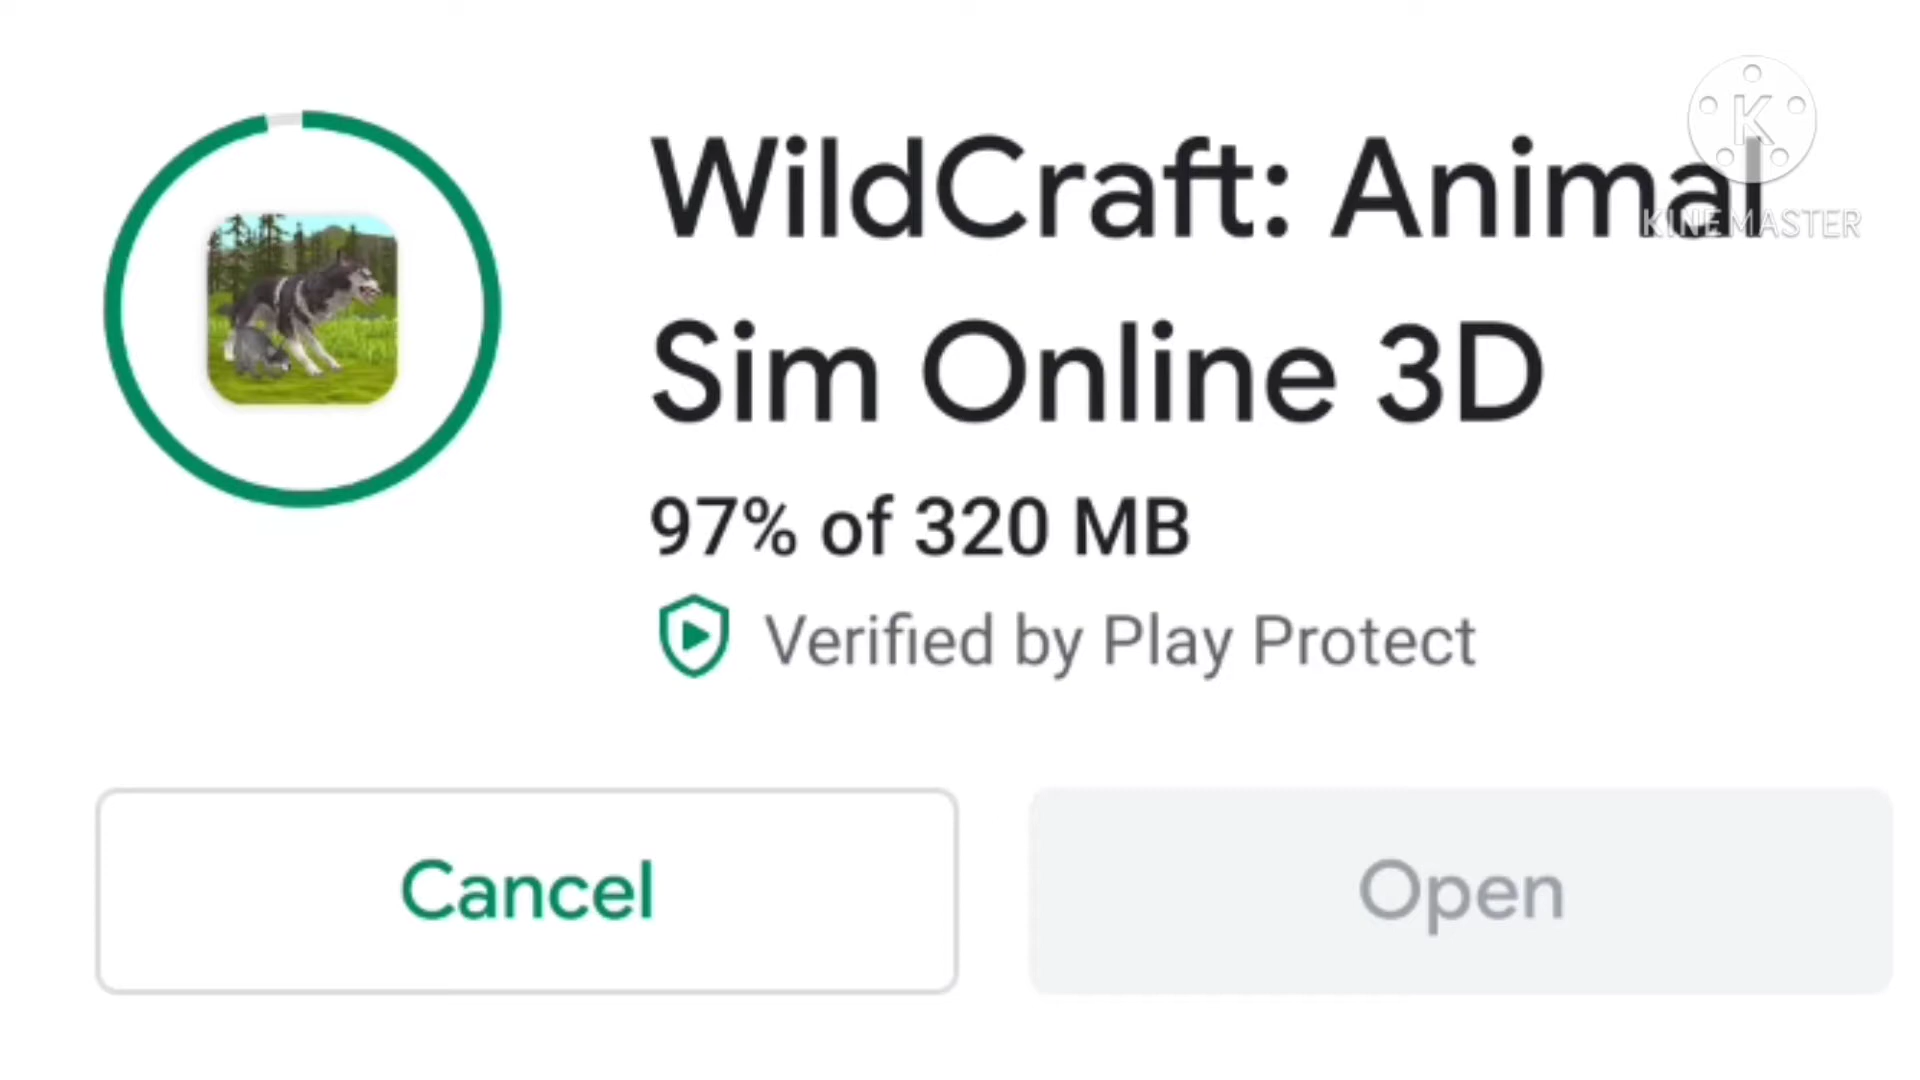 WildCraft: Animal
Sim Online 3D
97% of 320 MB
Verified by Play Protect
Cancel
Open
K
KINEMASTER